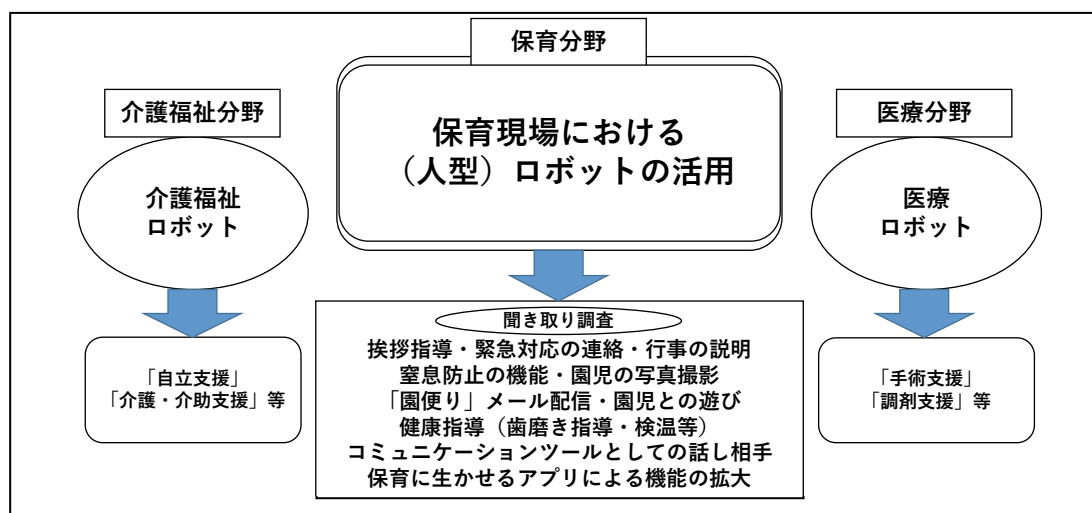 保育分野
保育現場における
（人型）ロボットの活用
介護福祉分野
介護福祉
ロボット
「自立支援」
「介護・介助支援」等
聞き取り調査
挨拶指導・緊急対応の連絡・行事の説明
窒息防止の機能・園児の写真撮影
「園便り」メール配信・園児との遊び
健康指導（歯磨き指導・検温等）
コミュニケーションツールとしての話し相手
保育に生かせるアプリによる機能の拡大
医療分野
医療
ロボット
「手術支援」
「調剤支援」等